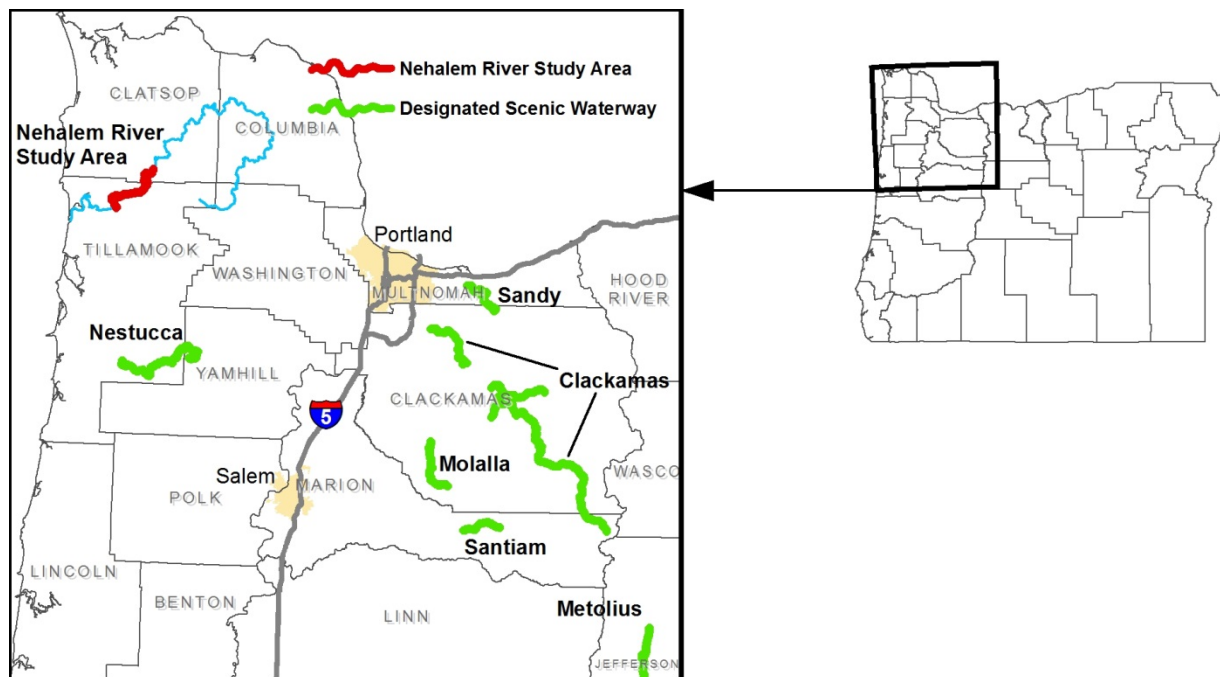 Nehalem River Study Area
Designated Scenic Waterway
CLATSOP
COLUMBIA
Nehalem River
Study Area
TILLAMOOK
WASHINGTON
Portland
MULTNOMAH
HOOD
RIVER
Sandy
Nestucca
YAMHILL
Clackamas
CLACKAMAS
5
Molalla
WASCO
Salem
MARION
POLK
Santiam
LINCOLN
BENTON
LINN
Metolius
JEFFERSON